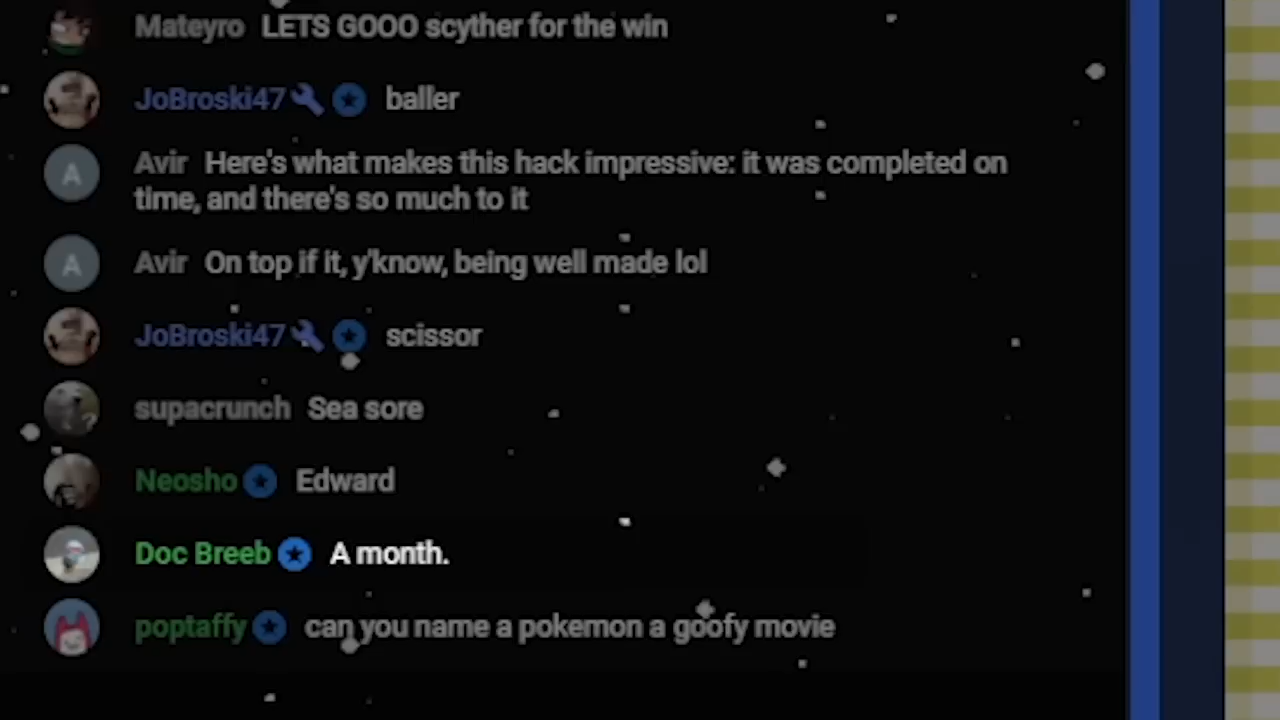 Mateyro LETS GOOO scyther for the win
JoBroski47 baller
A Avir Here's what makes this hack impressive: it was completed on
time, and there's so much to it
A Avir On top if it, y'know, being well made lol
JoBroski47 scissor
supacrunch Sea sore
Neosho Edward
Doc Breeb A month.
poptaffy can you name a pokemon a goofy movie